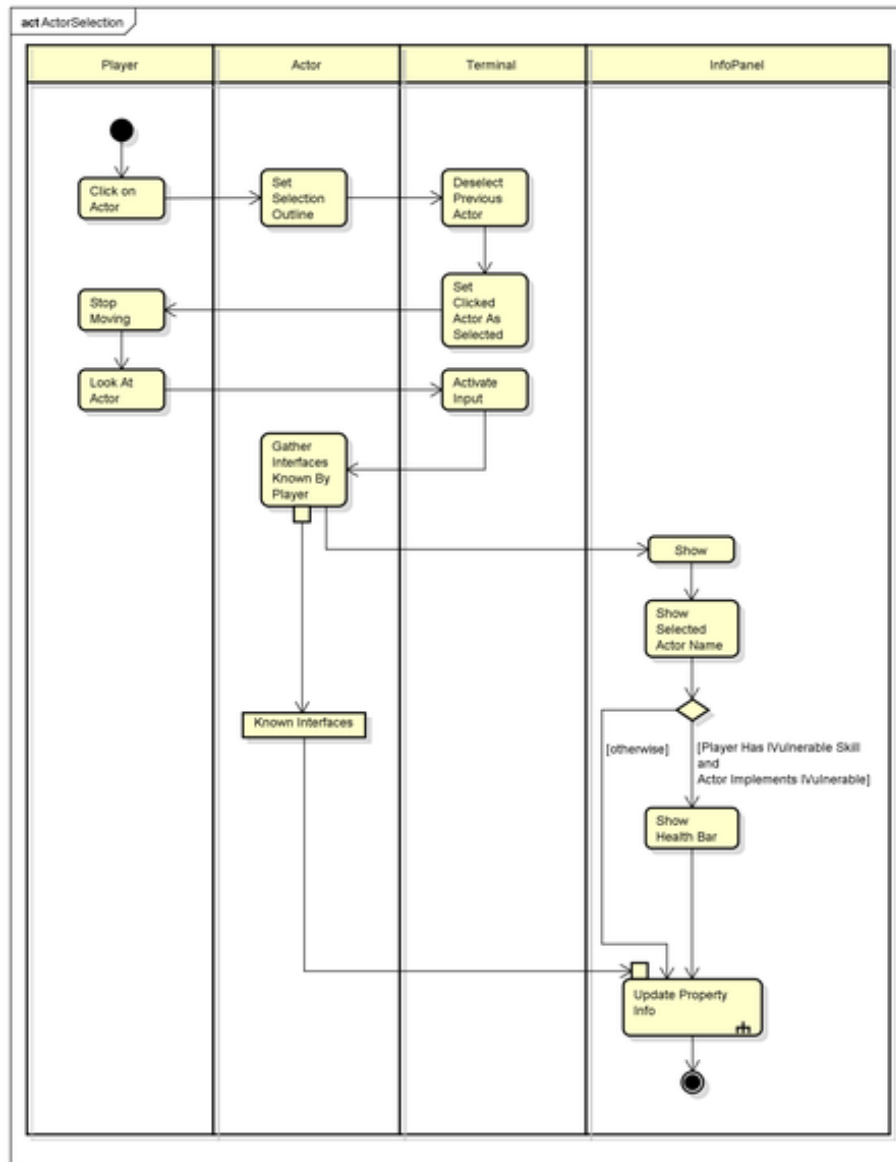 act ActorSelection
Player
Actor
Terminal
InfoPanel
Click on
Actor
Set
Selection
Outline
Deselect
Previous
Actor
Stop
Moving
Set
Clicked
Actor As
Selected
Look At
Actor
Activate
Input
Gather
Interfaces
Known By
Player
Show
Show
Selected
Actor Name
Known Interfaces
[otherwise]
[Player Has IVulnerable Skill
and
Actor Implements IVulnerable]
Show
Health Bar
Update Property
Info